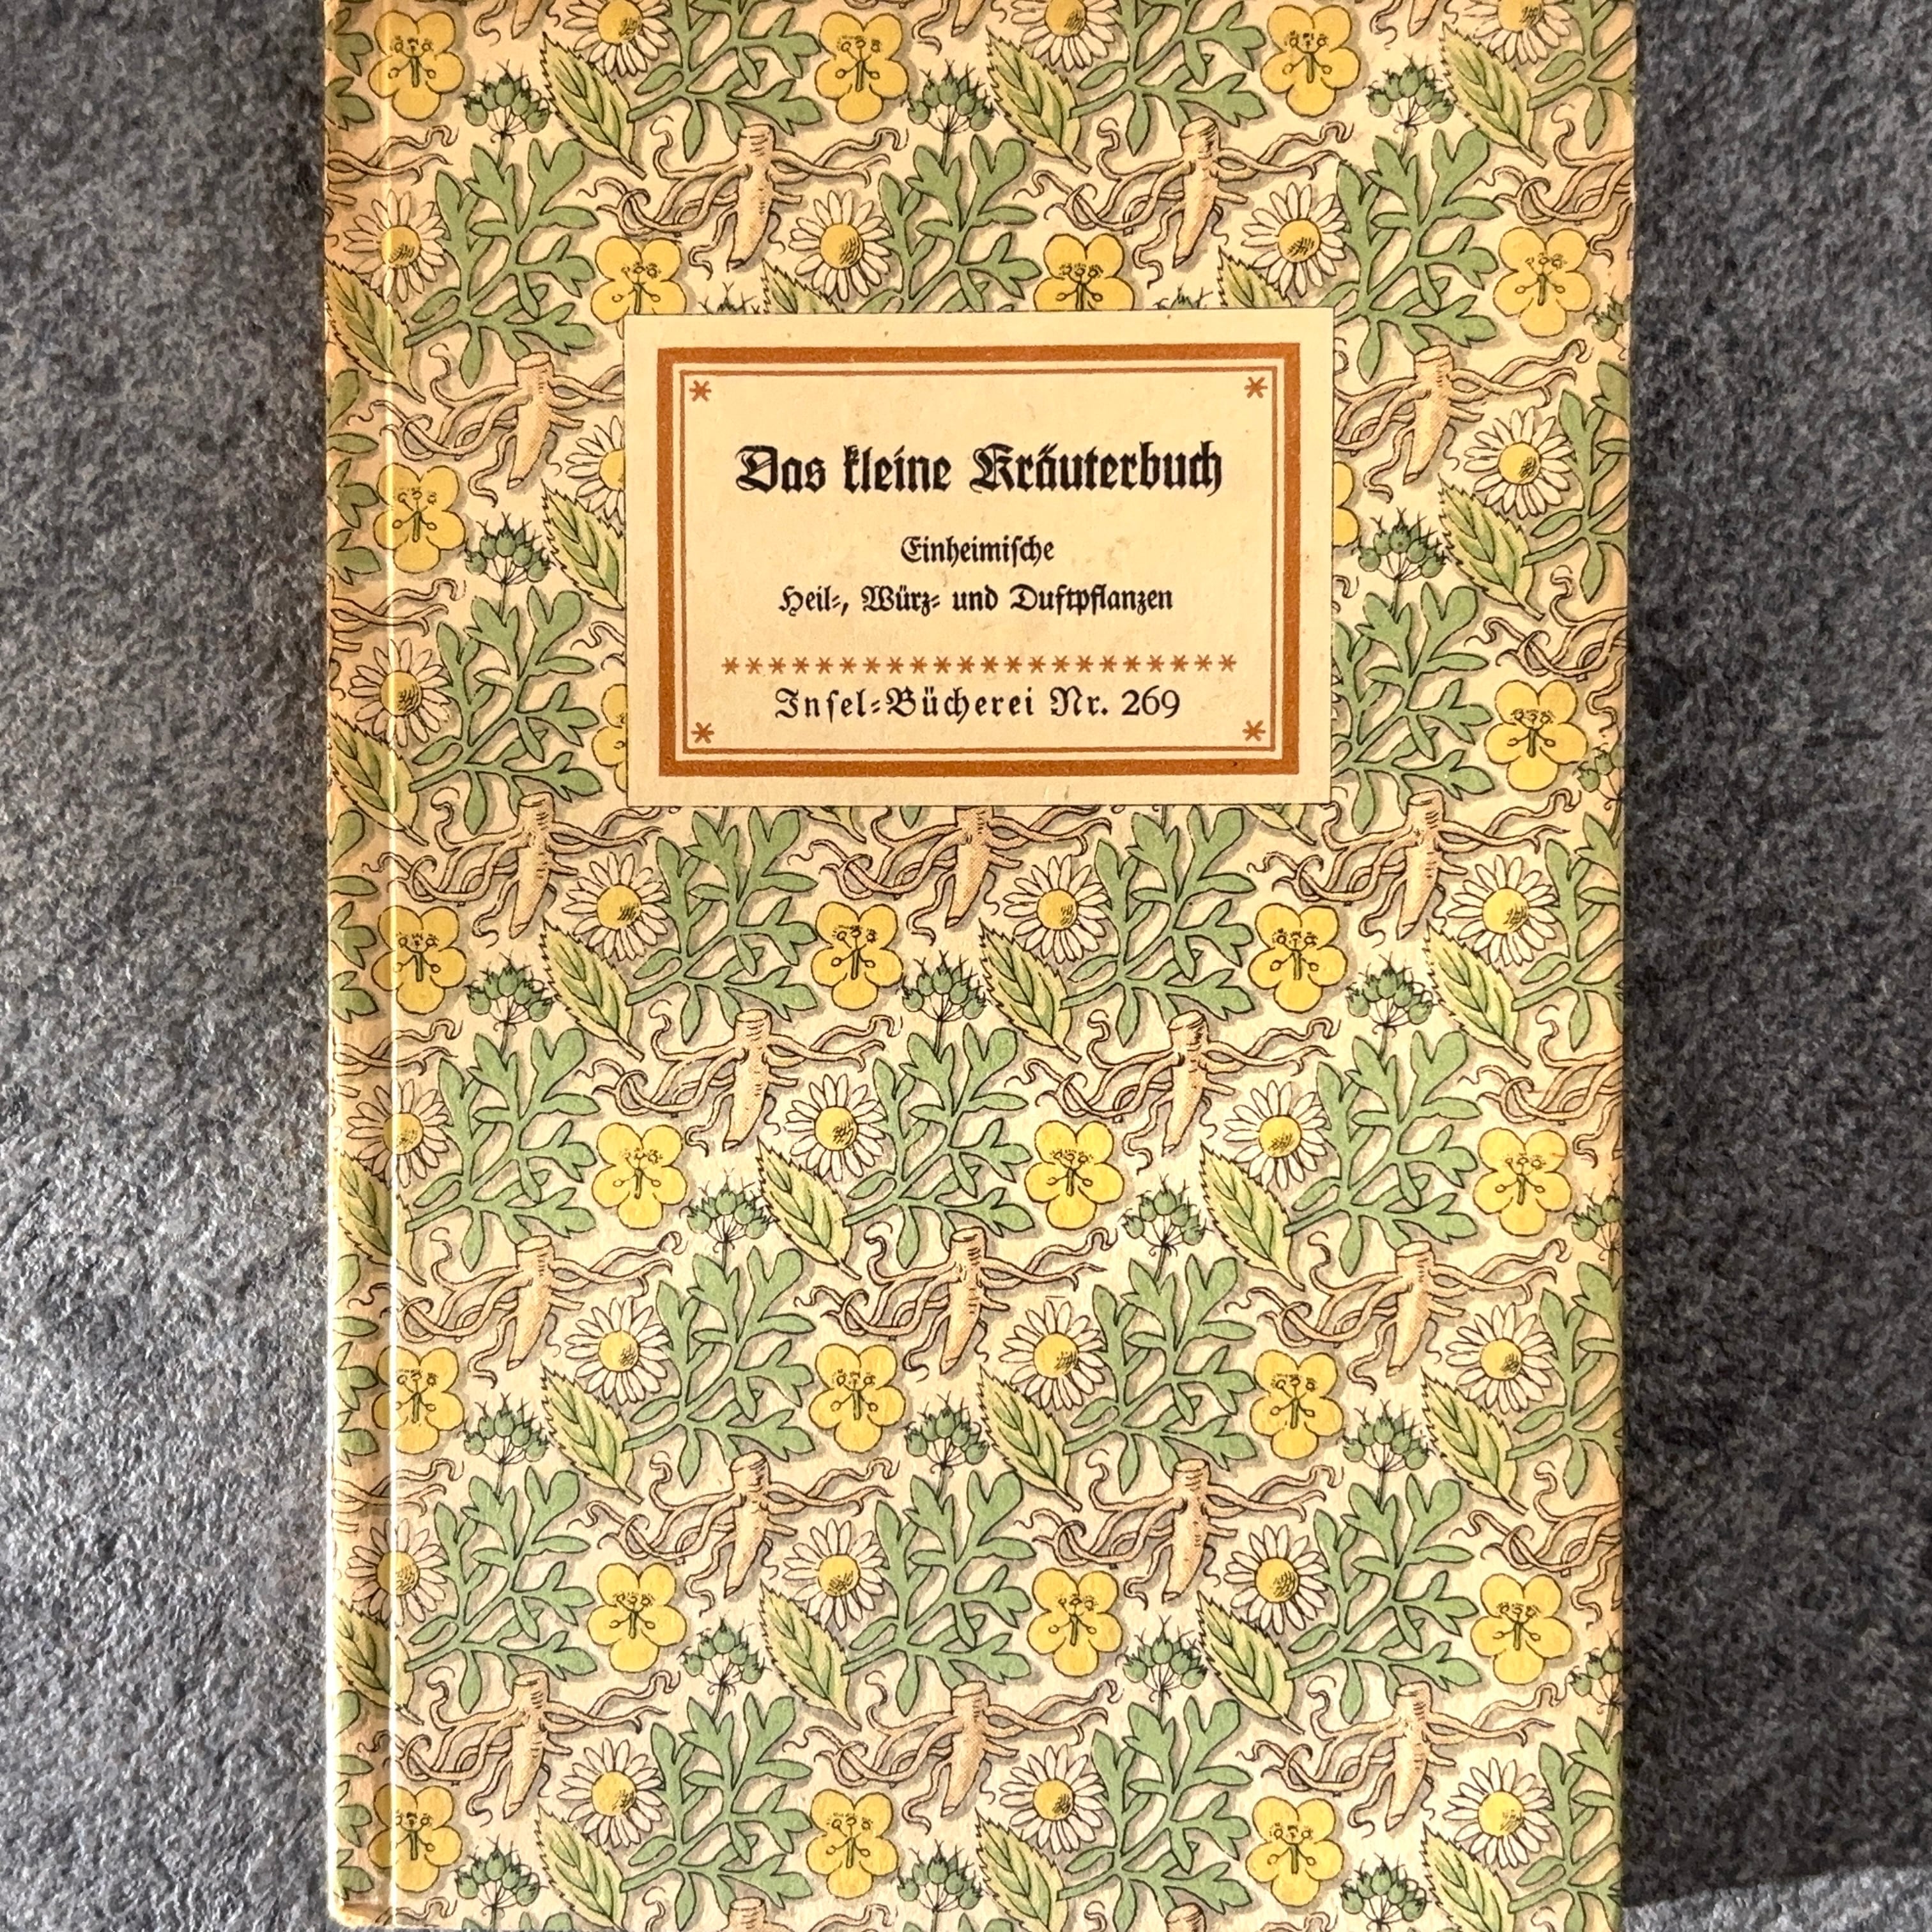 Das kleine Kräuterbuch
Einheimische
Heil-, Würz- und Duftpflanzen
Insel-Bücherei Nr. 269